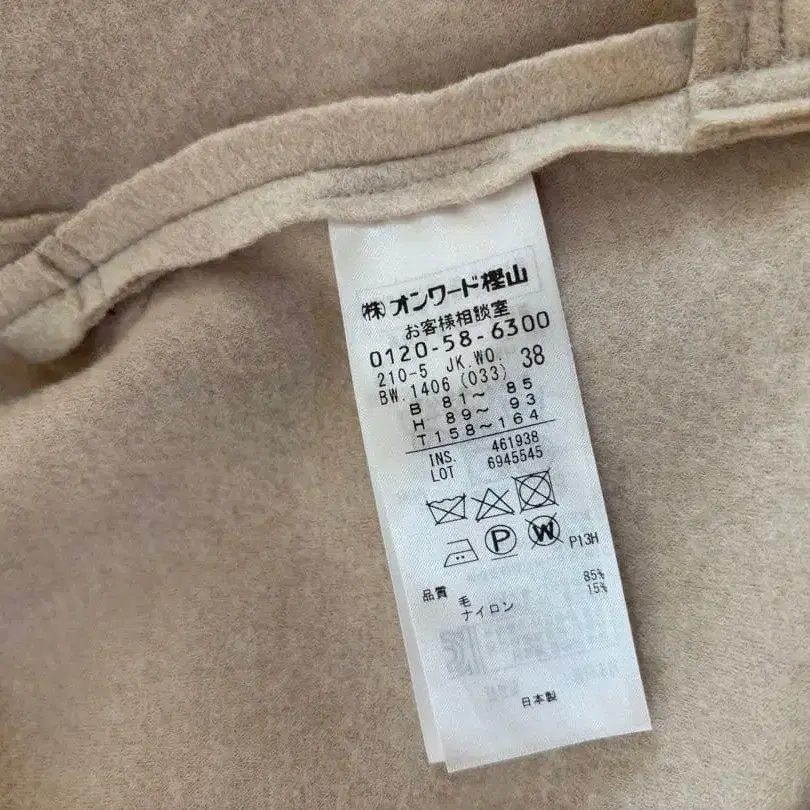 ㈱オンワード樫山
お客様相談室
0120-58-6300
210-5 JK.WO. 38
BW.1406 (033)
B 81～ 85
H 89～ 93
T158～164
INS. 461938
LOT 6945545
P W P13H
品質 毛 85%
ナイロン 15%
日本製